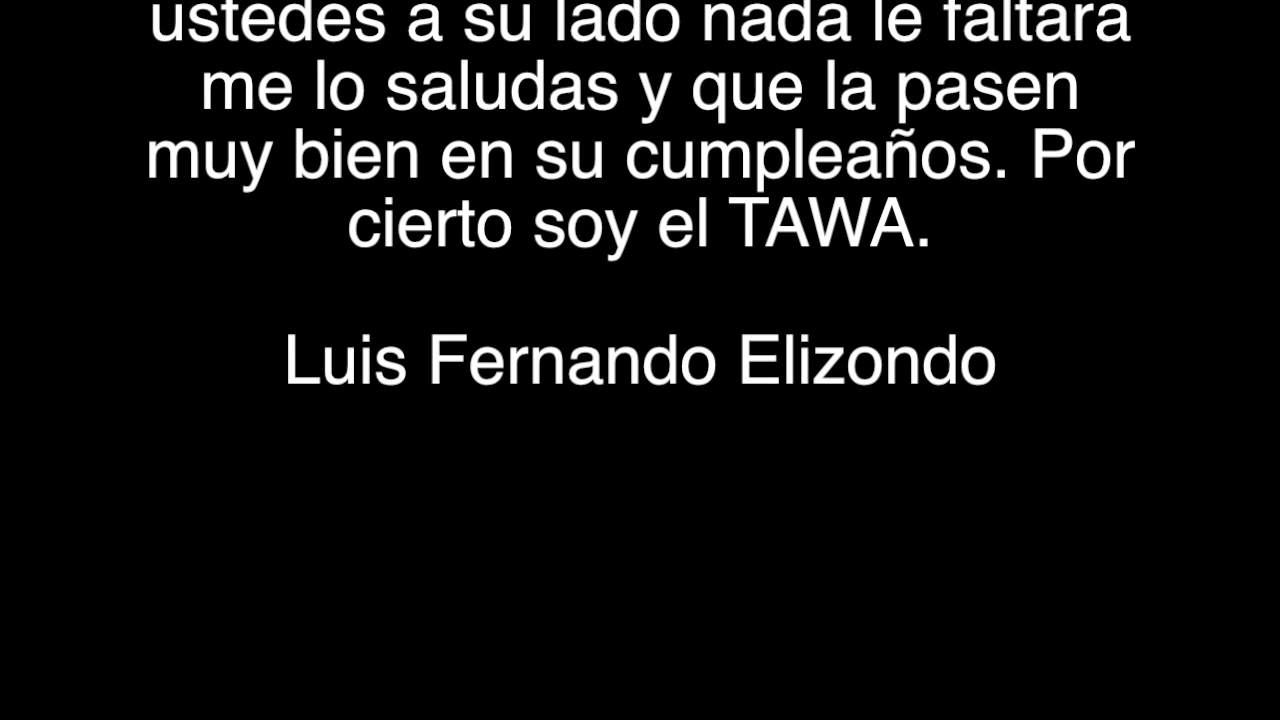 ustedes a su lado nada le faltara
me lo saludas y que la pasen
muy bien en su cumpleaños. Por
cierto soy el TAWA.
Luis Fernando Elizondo